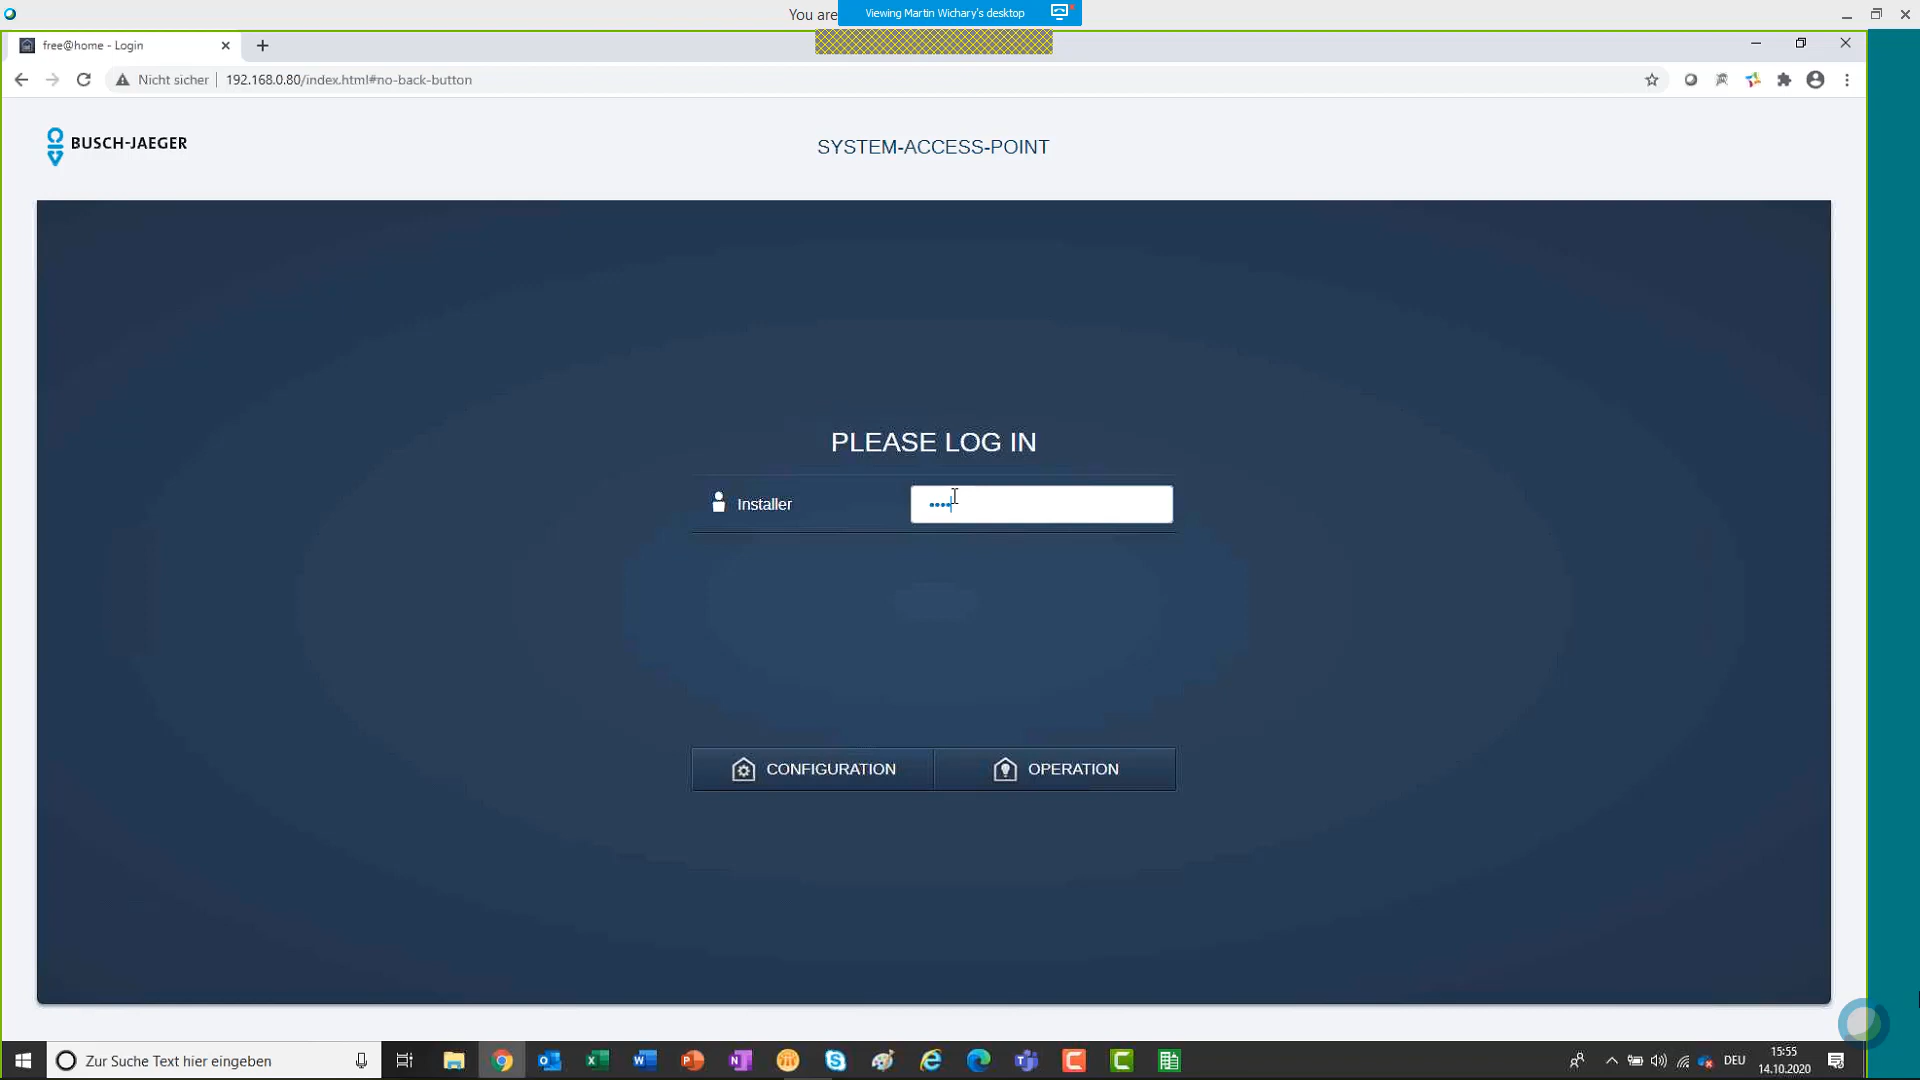 You are
Viewing Martin Wichary's desktop
free@home - Login
Nicht sicher
192.168.0.80/index.html#no-back-button
BUSCH-JAEGER
SYSTEM-ACCESS-POINT
PLEASE LOG IN
Installer
CONFIGURATION
OPERATION
Zur Suche Text hier eingeben
DEU
15:55
14.10.2020